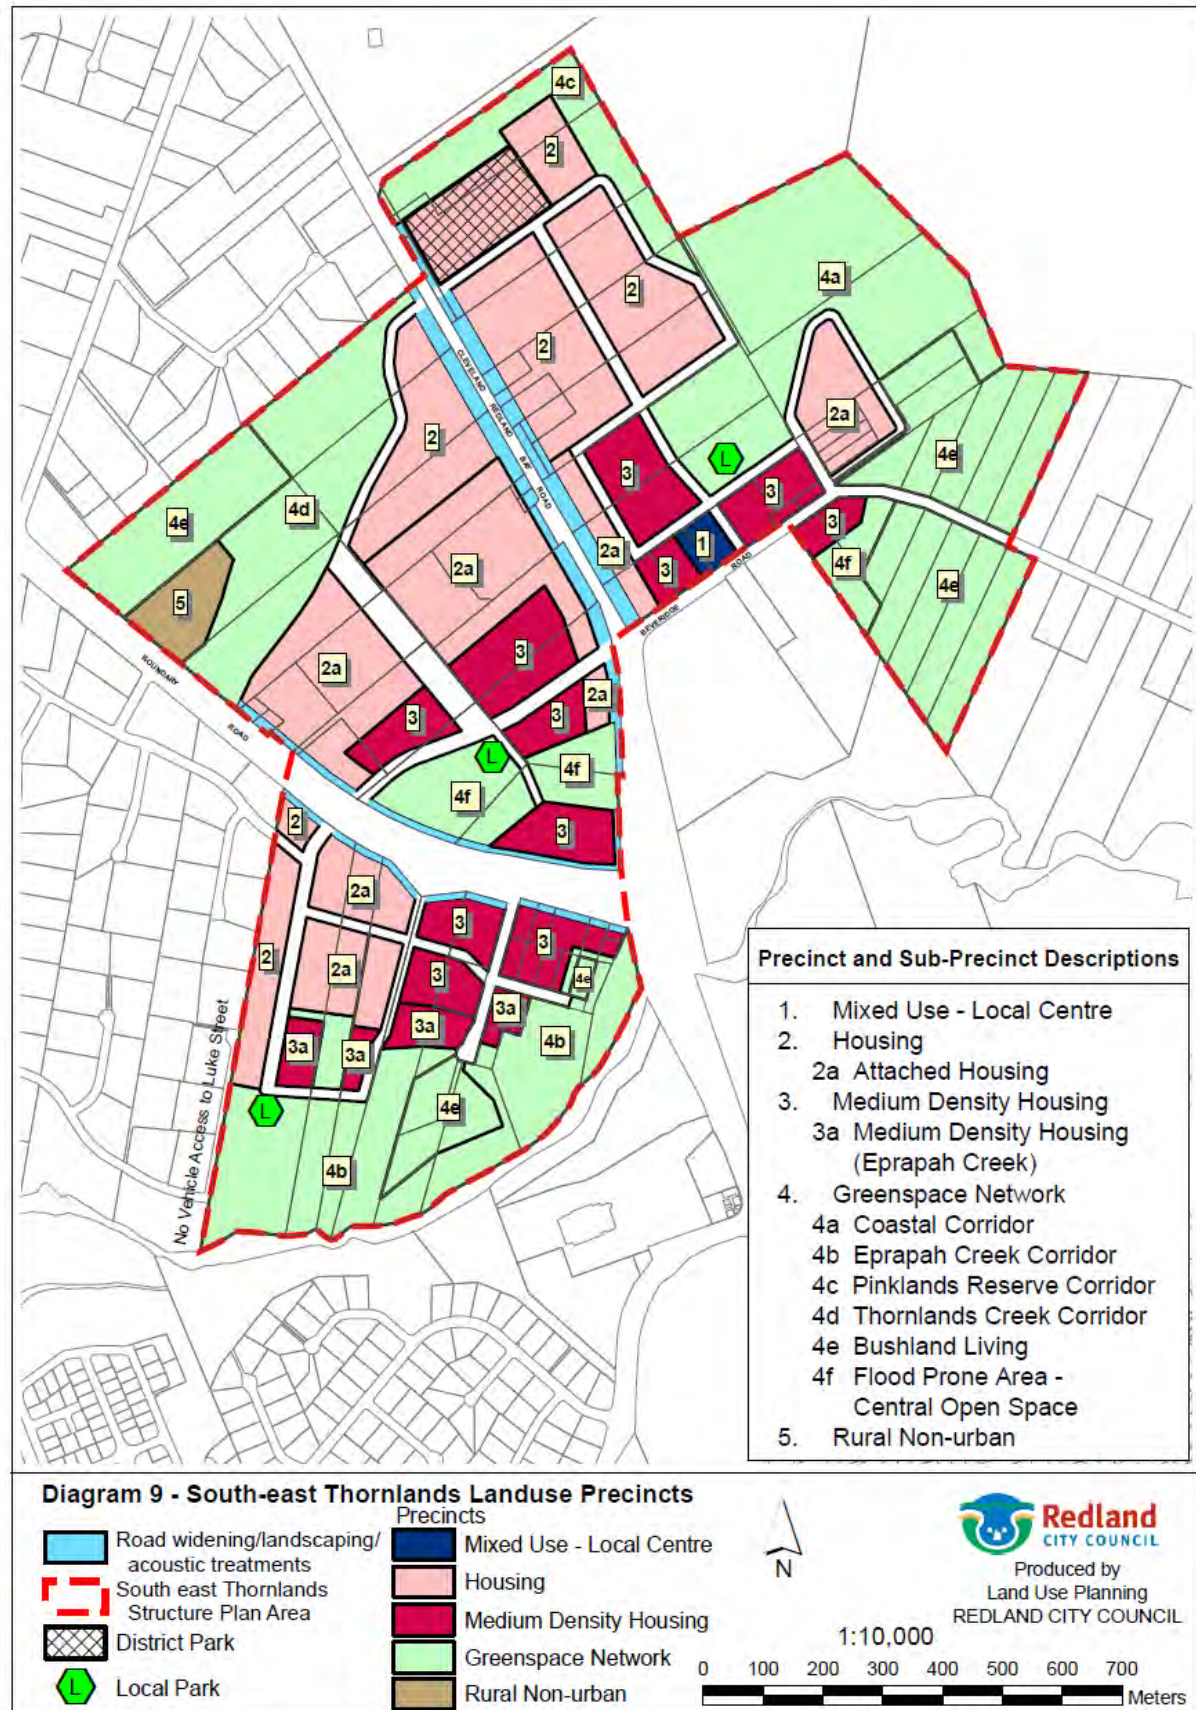 4c
2
4a
2
2
2
2a
CLEVELAND REDLAND BAY ROAD
L
3
3
4e
4e
4d
3
1
4f
2a
2a
3
4e
5
BEVERIDGE ROAD
BOUNDARY ROAD
2a
3
3
3
2a
L
4f
4f
3
2
2a
3
3
2
2a
3
4e
3a
3a
3a
3a
4b
L
4e
4b
No Vehicle Access to Luke Street
Precinct and Sub-Precinct Descriptions
1. Mixed Use - Local Centre
2. Housing
2a Attached Housing
3. Medium Density Housing
3a Medium Density Housing
(Eprapah Creek)
4. Greenspace Network
4a Coastal Corridor
4b Eprapah Creek Corridor
4c Pinklands Reserve Corridor
4d Thornlands Creek Corridor
4e Bushland Living
4f Flood Prone Area -
Central Open Space
5. Rural Non-urban
Diagram 9 - South-east Thornlands Landuse Precincts
Road widening/landscaping/
acoustic treatments
South east Thornlands
Structure Plan Area
District Park
L Local Park
Precincts
Mixed Use - Local Centre
Housing
Medium Density Housing
Greenspace Network
Rural Non-urban
N
Redland
CITY COUNCIL
Produced by
Land Use Planning
REDLAND CITY COUNCIL
1:10,000
0 100 200 300 400 500 600 700
Meters